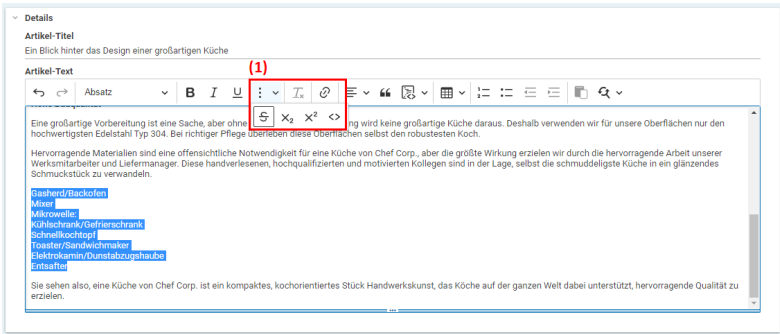 Details
Artikel-Titel
Ein Blick hinter das Design einer großartigen Küche
Artikel-Text
(1)
Absatz
B I U
Eine großartige Vorbereitung ist eine Sache, aber ohne ng wird keine großartige Küche daraus. Deshalb verwenden wir für unsere Oberflächen nur den
hochwertigsten Edelstahl Typ 304. Bei richtiger Pflege überleben diese Oberflächen selbst den robustesten Koch.
Hervorragende Materialien sind eine offensichtliche Notwendigkeit für eine Küche von Chef Corp., aber die größte Wirkung erzielen wir durch die hervorragende Arbeit unserer
Werksmitarbeiter und Liefermanager. Diese handverlesenen, hochqualifizierten und motivierten Kollegen sind in der Lage, selbst die schmuddeligste Küche in ein glänzendes
Schmuckstück zu verwandeln.
Gasherd/Backofen
Mixer
Mikrowelle:
Kühlschrank/Gefrierschrank
Schnellkochtopf
Toaster/Sandwichmaker
Elektrokamin/Dunstabzugshaube
Entsafter
Sie sehen also, eine Küche von Chef Corp. ist ein kompaktes, kochorientiertes Stück Handwerkskunst, das Köche auf der ganzen Welt dabei unterstützt, hervorragende Qualität zu
erzielen.